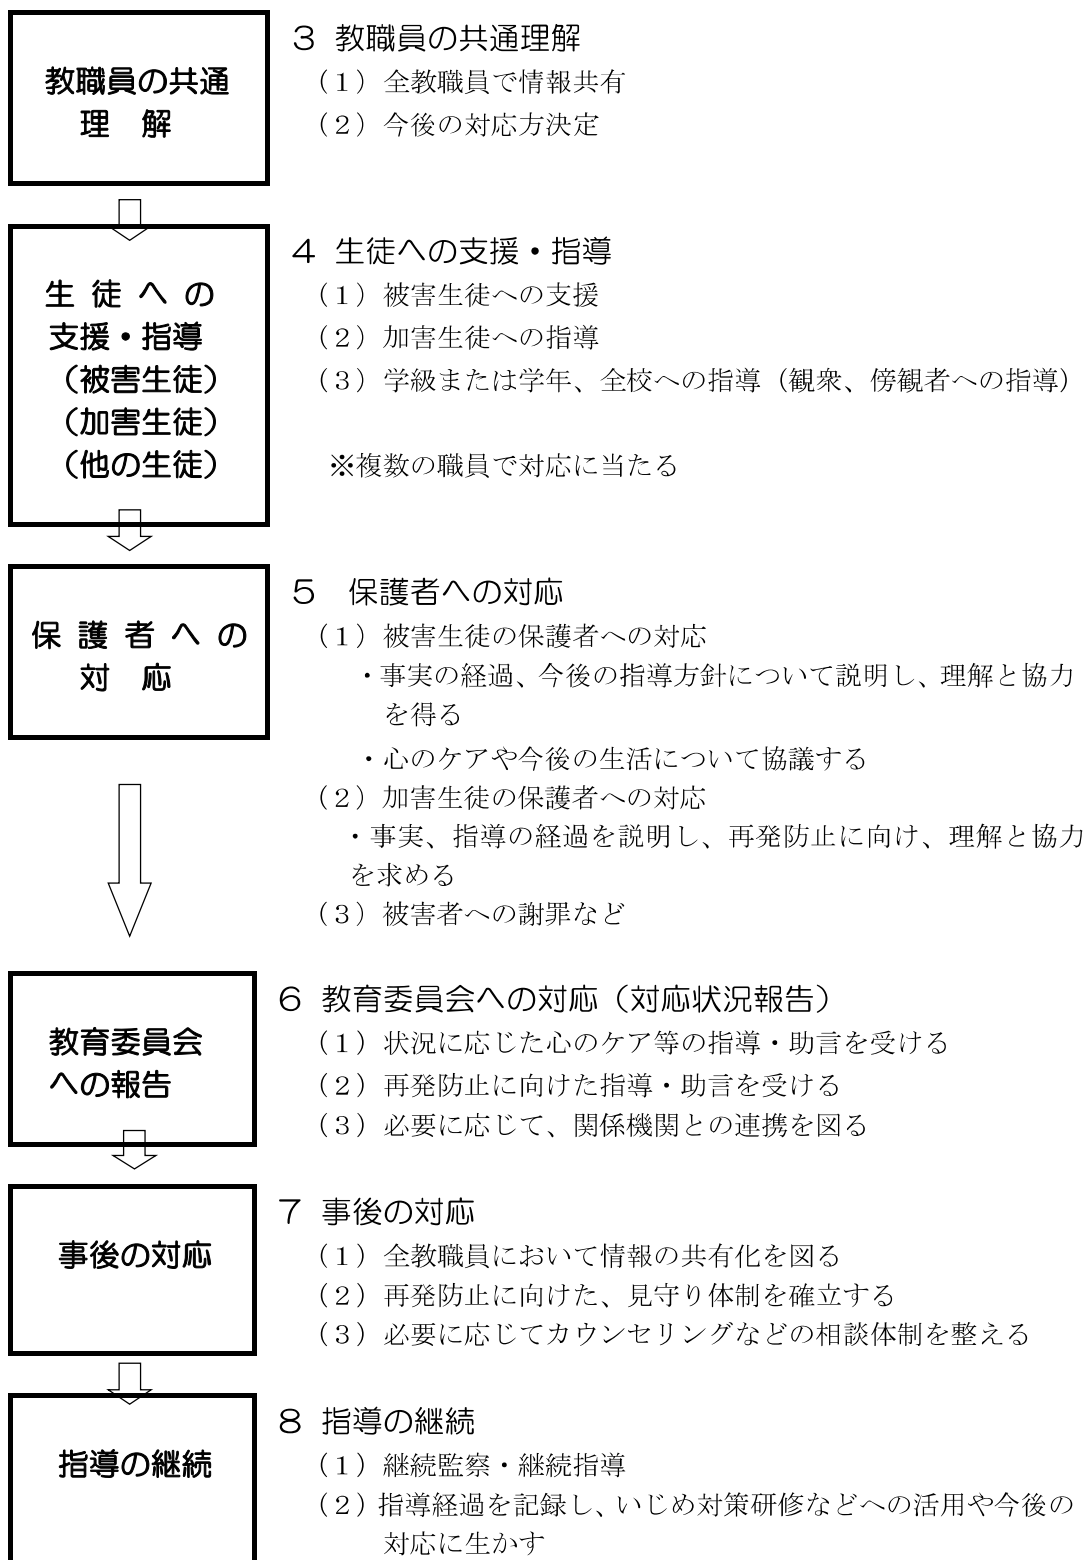 教職員の共通
理　解
3 教職員の共通理解
（１）全教職員で情報共有
（２）今後の対応方決定
生 徒 へ の
支援・指導
（被害生徒）
（加害生徒）
（他の生徒）
4 生徒への支援・指導
（１）被害生徒への支援
（２）加害生徒への指導
（３）学級または学年、全校への指導（観衆、傍観者への指導）
※複数の職員で対応に当たる
保 護 者 へ の
対　応
5　保護者への対応
（１）被害生徒の保護者への対応
・事実の経過、今後の指導方針について説明し、理解と協力
を得る
・心のケアや今後の生活について協議する
（２）加害生徒の保護者への対応
・事実、指導の経過を説明し、再発防止に向け、理解と協力
を求める
（３）被害者への謝罪など
教育委員会
への報告
6 教育委員会への対応（対応状況報告）
（１）状況に応じた心のケア等の指導・助言を受ける
（２）再発防止に向けた指導・助言を受ける
（３）必要に応じて、関係機関との連携を図る
事後の対応
7 事後の対応
（１）全教職員において情報の共有化を図る
（２）再発防止に向けた、見守り体制を確立する
（３）必要に応じてカウンセリングなどの相談体制を整える
指導の継続
8 指導の継続
（１）継続監察・継続指導
（２）指導経過を記録し、いじめ対策研修などへの活用や今後の
対応に生かす